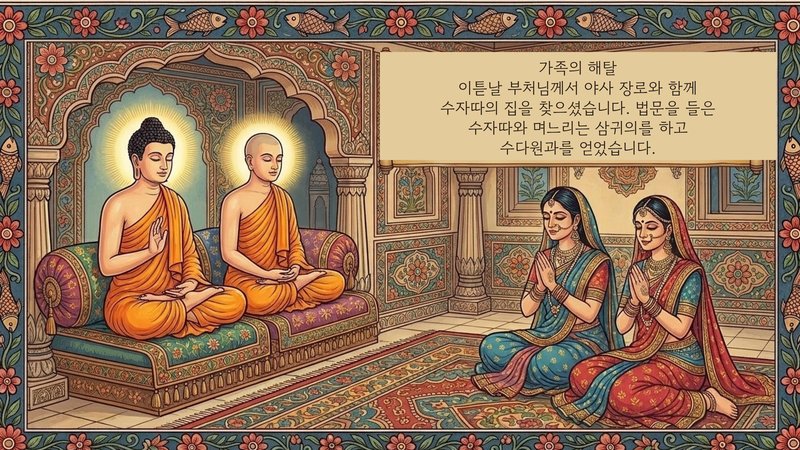 가족의 해탈
이튿날 부처님께서 야사 장로와 함께
수자따의 집을 찾으셨습니다. 법문을 들은
수자따와 며느리는 삼귀의를 하고
수다원과를 얻었습니다.